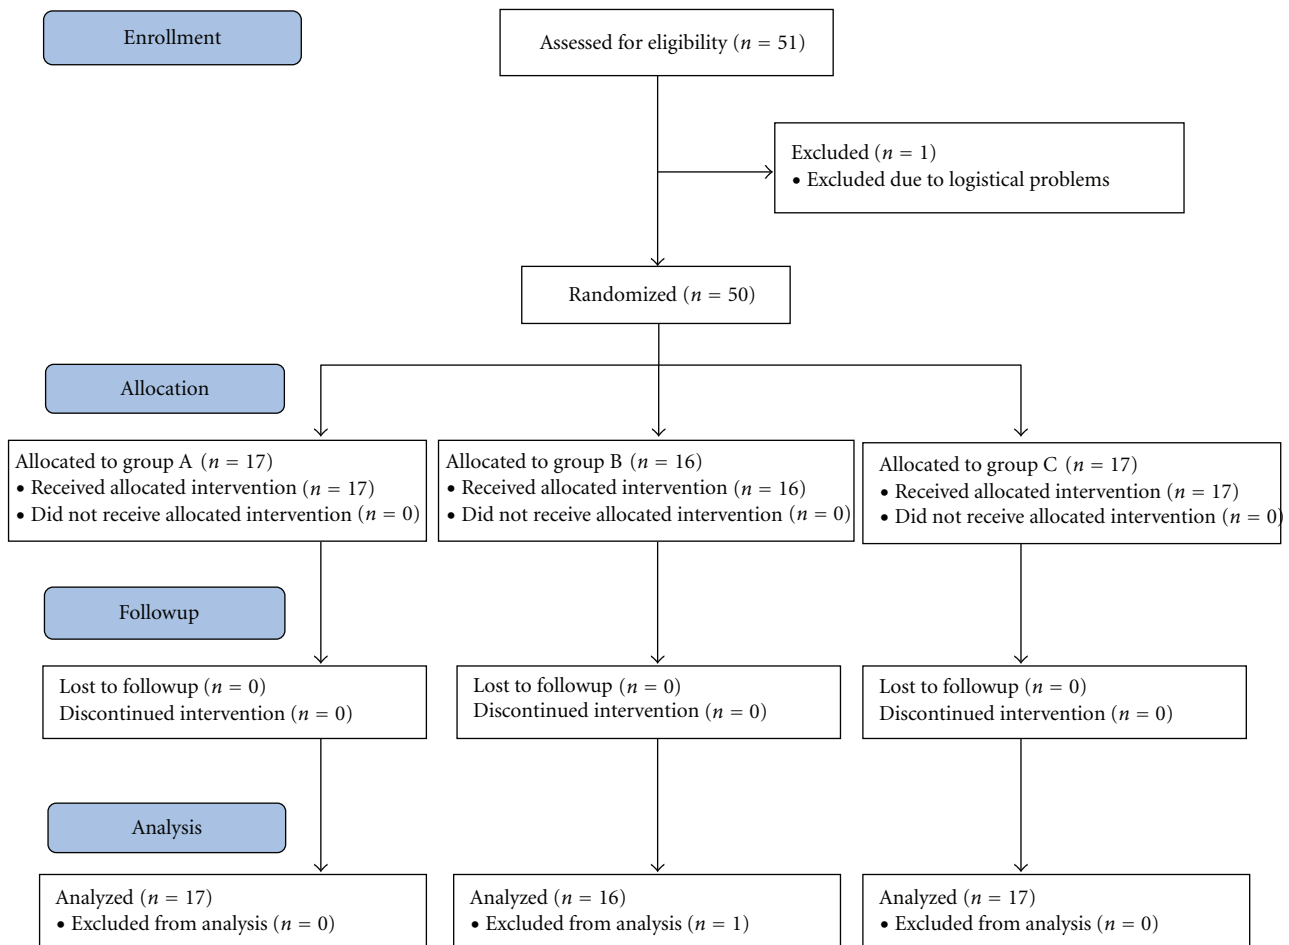 Enrollment
Assessed for eligibility (n = 51)
Excluded (n = 1)
• Excluded due to logistical problems
Randomized (n = 50)
Allocation
Allocated to group A (n = 17)
• Received allocated intervention (n = 17)
• Did not receive allocated intervention (n = 0)
Allocated to group B (n = 16)
• Received allocated intervention (n = 16)
• Did not receive allocated intervention (n = 0)
Allocated to group C (n = 17)
• Received allocated intervention (n = 17)
• Did not receive allocated intervention (n = 0)
Followup
Lost to followup (n = 0)
Discontinued intervention (n = 0)
Lost to followup (n = 0)
Discontinued intervention (n = 0)
Lost to followup (n = 0)
Discontinued intervention (n = 0)
Analysis
Analyzed (n = 17)
• Excluded from analysis (n = 0)
Analyzed (n = 16)
• Excluded from analysis (n = 1)
Analyzed (n = 17)
• Excluded from analysis (n = 0)